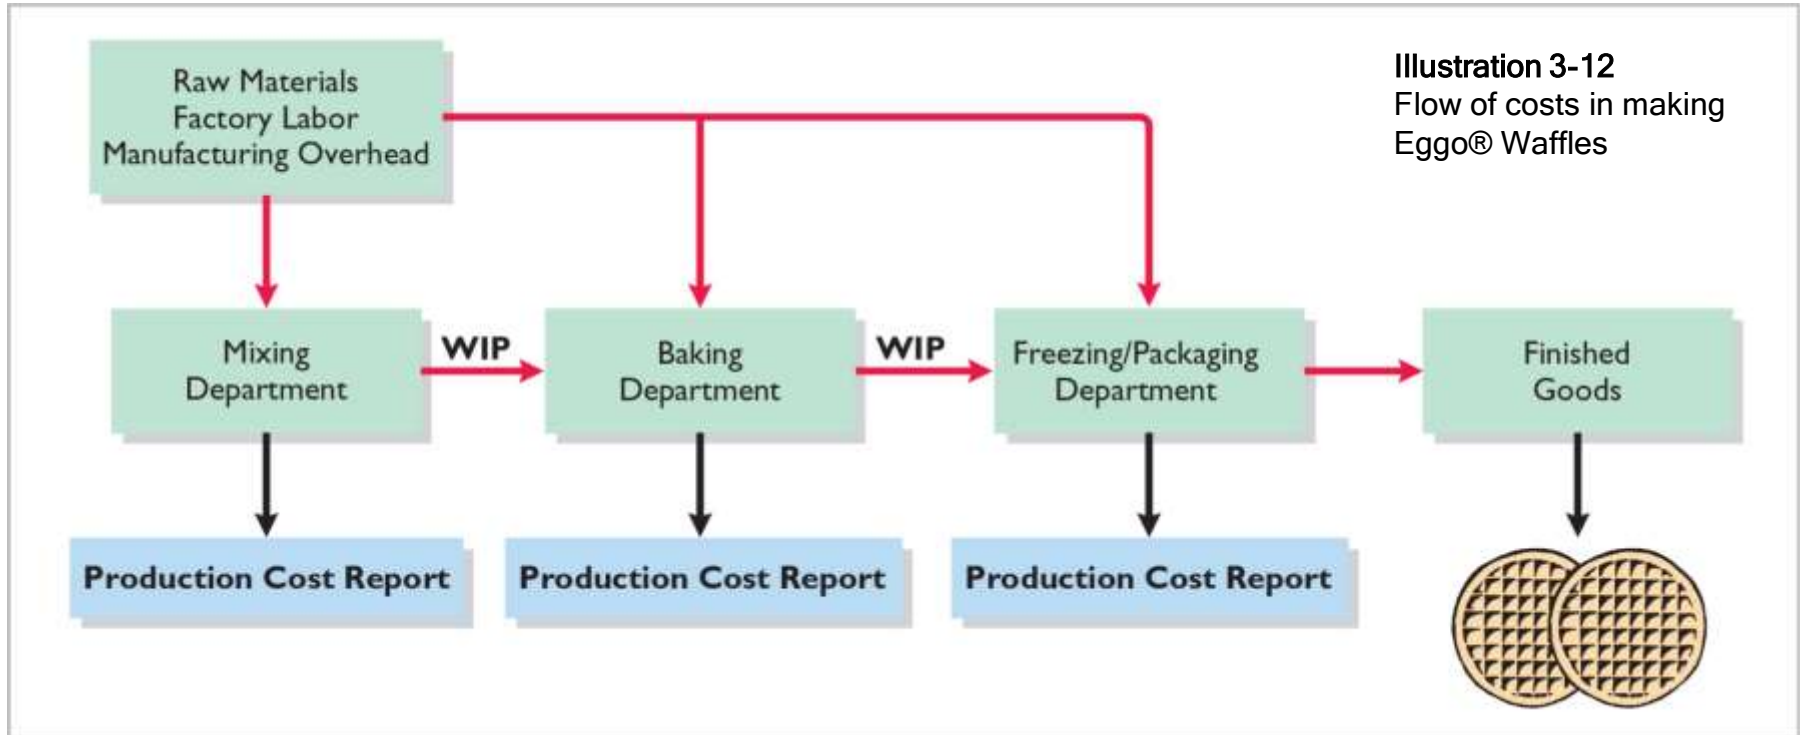 Illustration 3-12
Flow of costs in making
Eggo® Waffles
Raw Materials
Factory Labor
Manufacturing Overhead
Mixing
Department
WIP
Baking
Department
WIP
Freezing/Packaging
Department
Finished
Goods
Production Cost Report
Production Cost Report
Production Cost Report